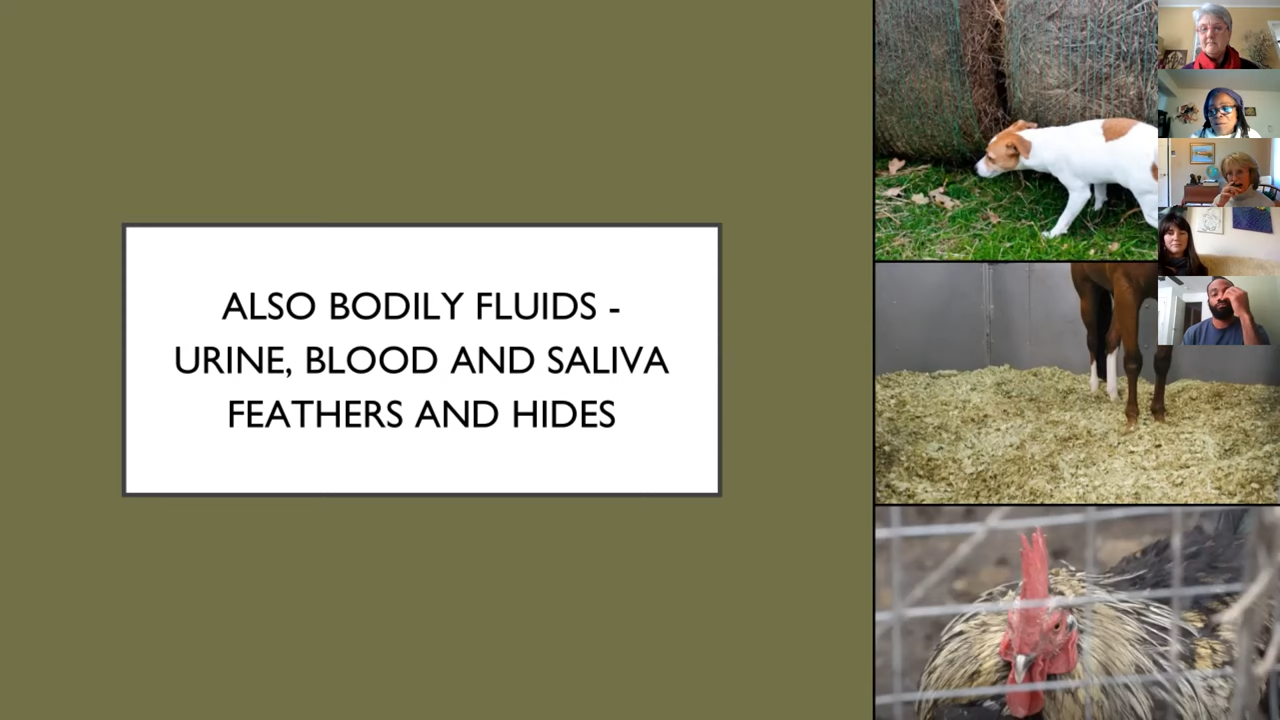 ALSO BODILY FLUIDS -
URINE, BLOOD AND SALIVA
FEATHERS AND HIDES